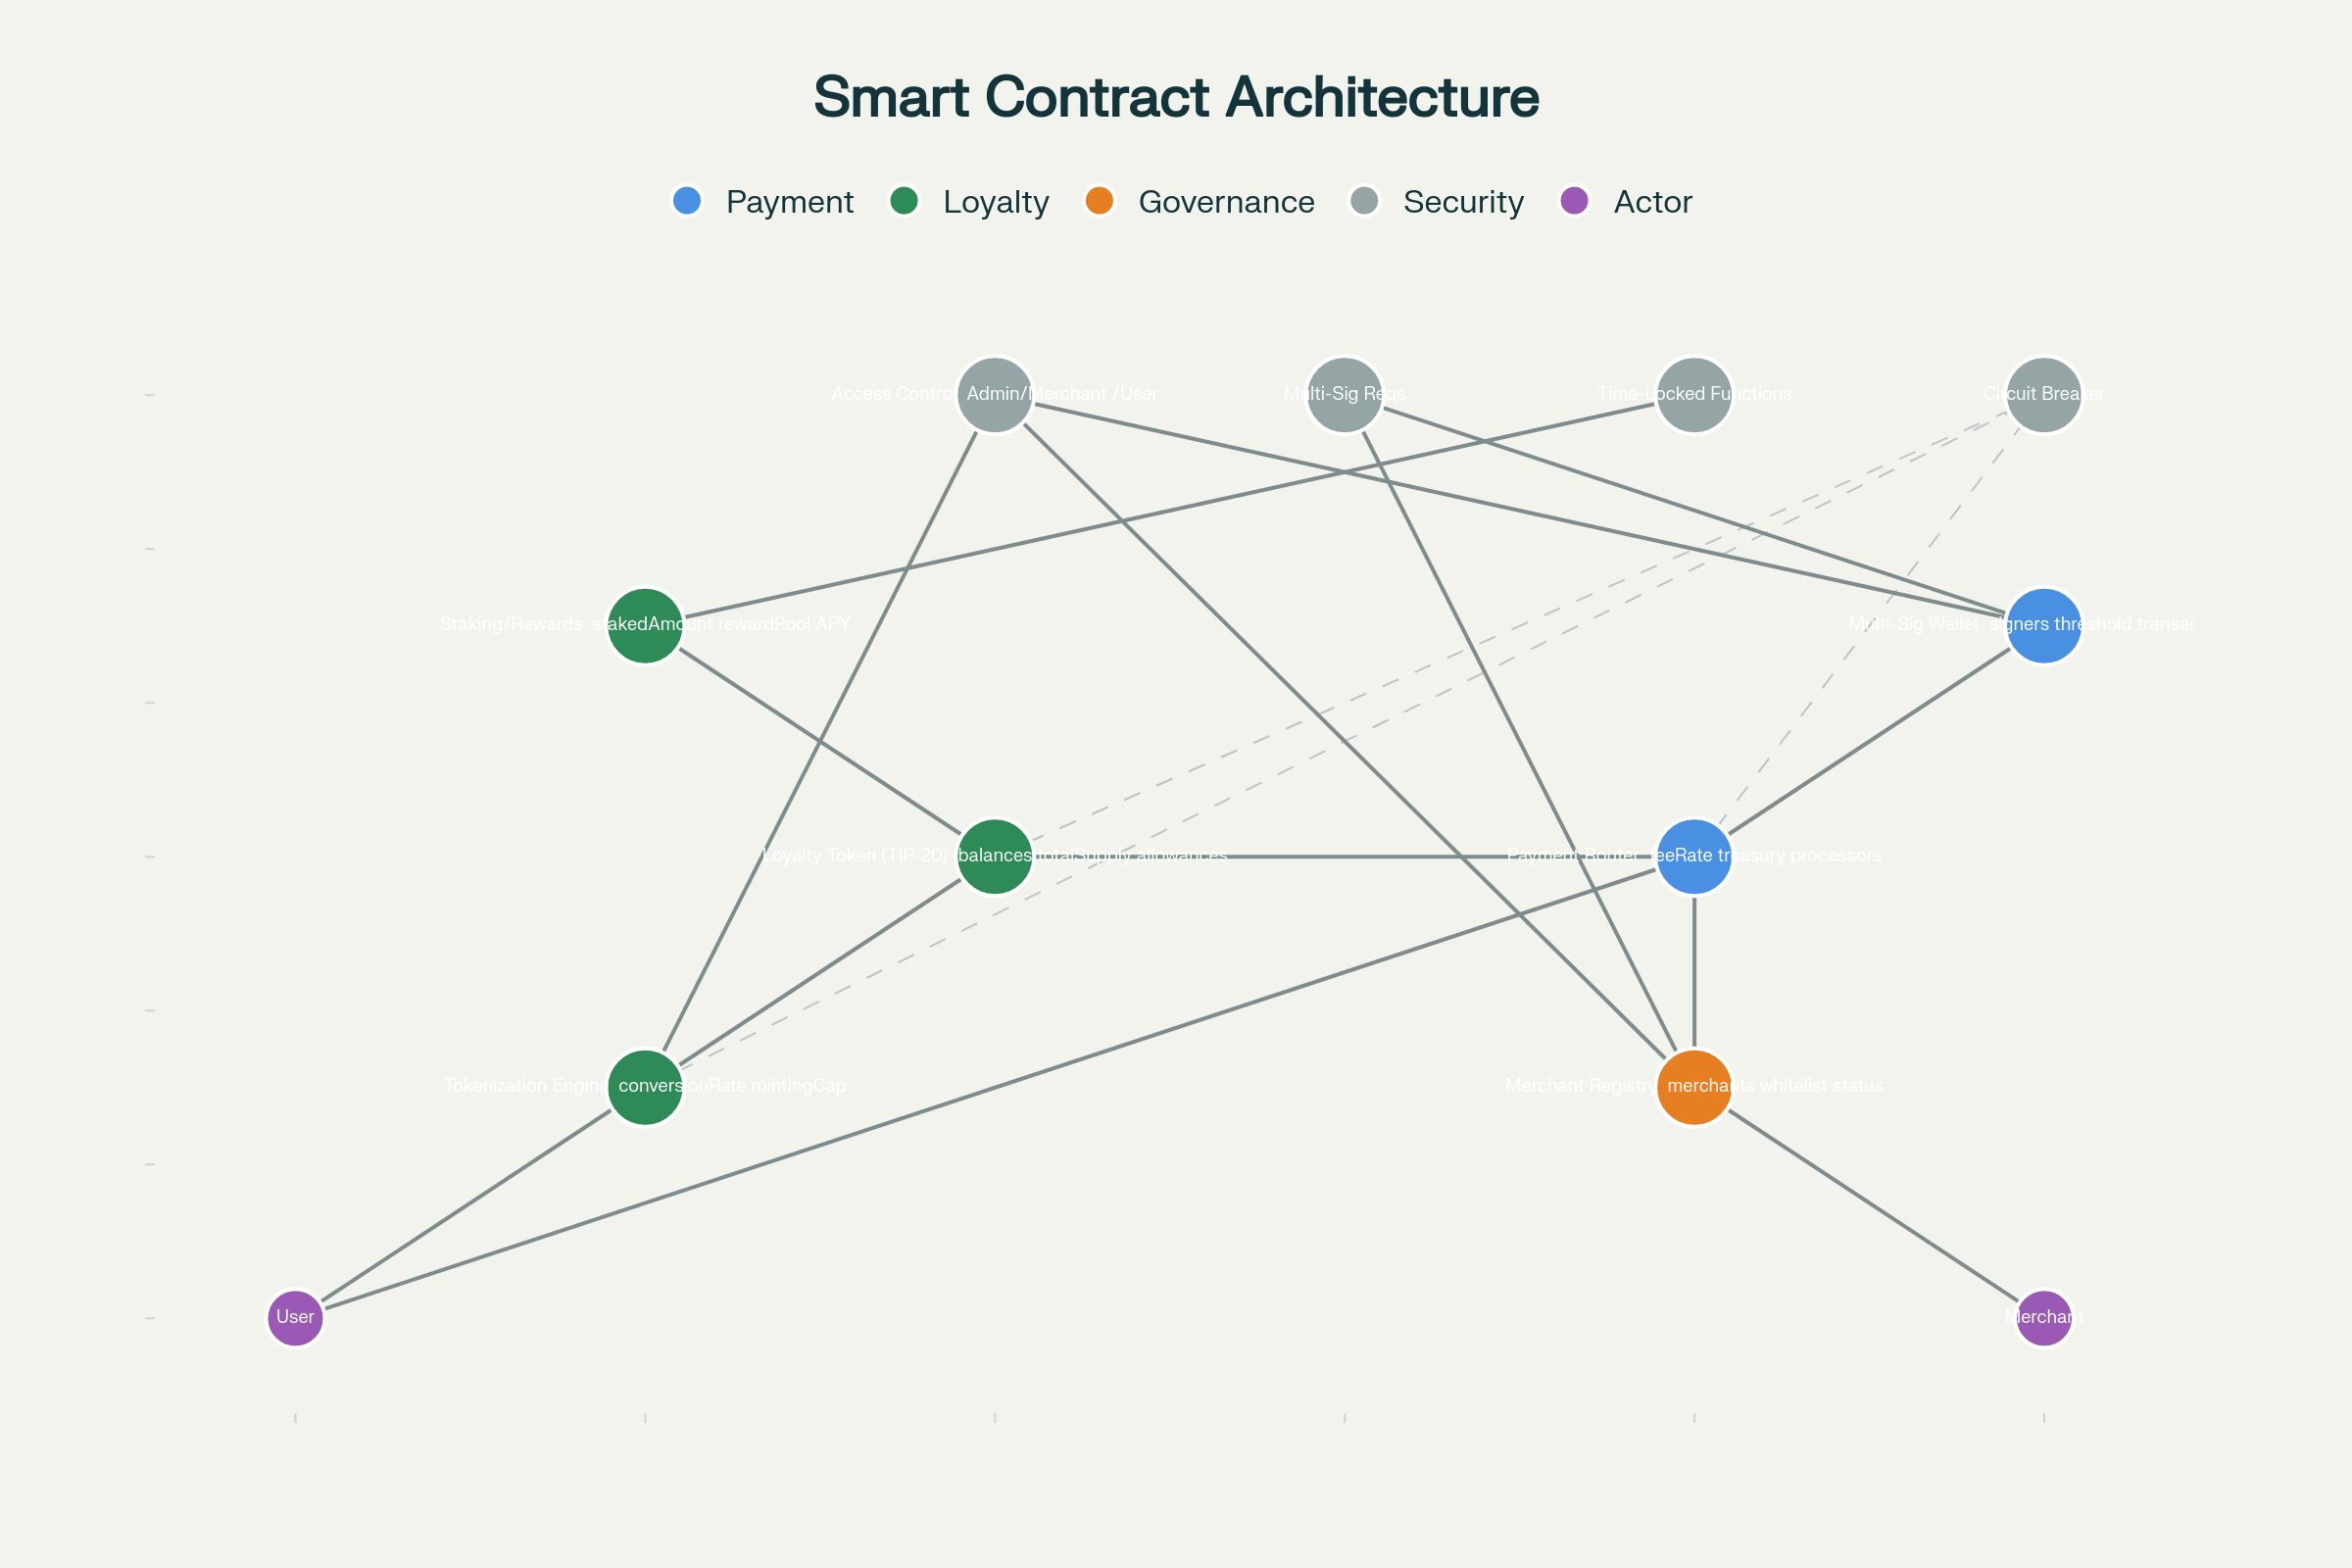 Smart Contract Architecture
Payment Loyalty Governance Security Actor
Access Contro Admin/Merchant /User
Multi-Sig Reqs
Time-Locked Functions
Circuit Breaker
Staking/Rewards stakedAmount rewardPool APY
Multi-Sig Wallet signers threshold transac
Loyalty Token (TIP-20) balances totalSupply allowances
Payment Router feeRate treasury processors
Tokenization Engine conversionRate mintingCap
Merchant Registry merchants whitelist status
User
Merchant